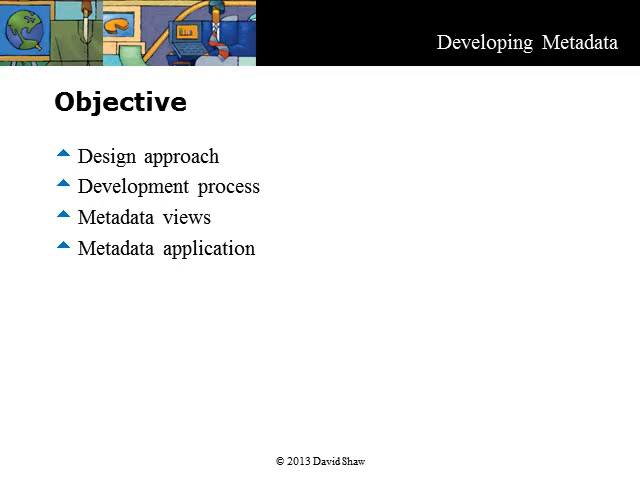 Developing Metadata
Objective
Design approach
Development process
Metadata views
Metadata application
© 2013 David Shaw